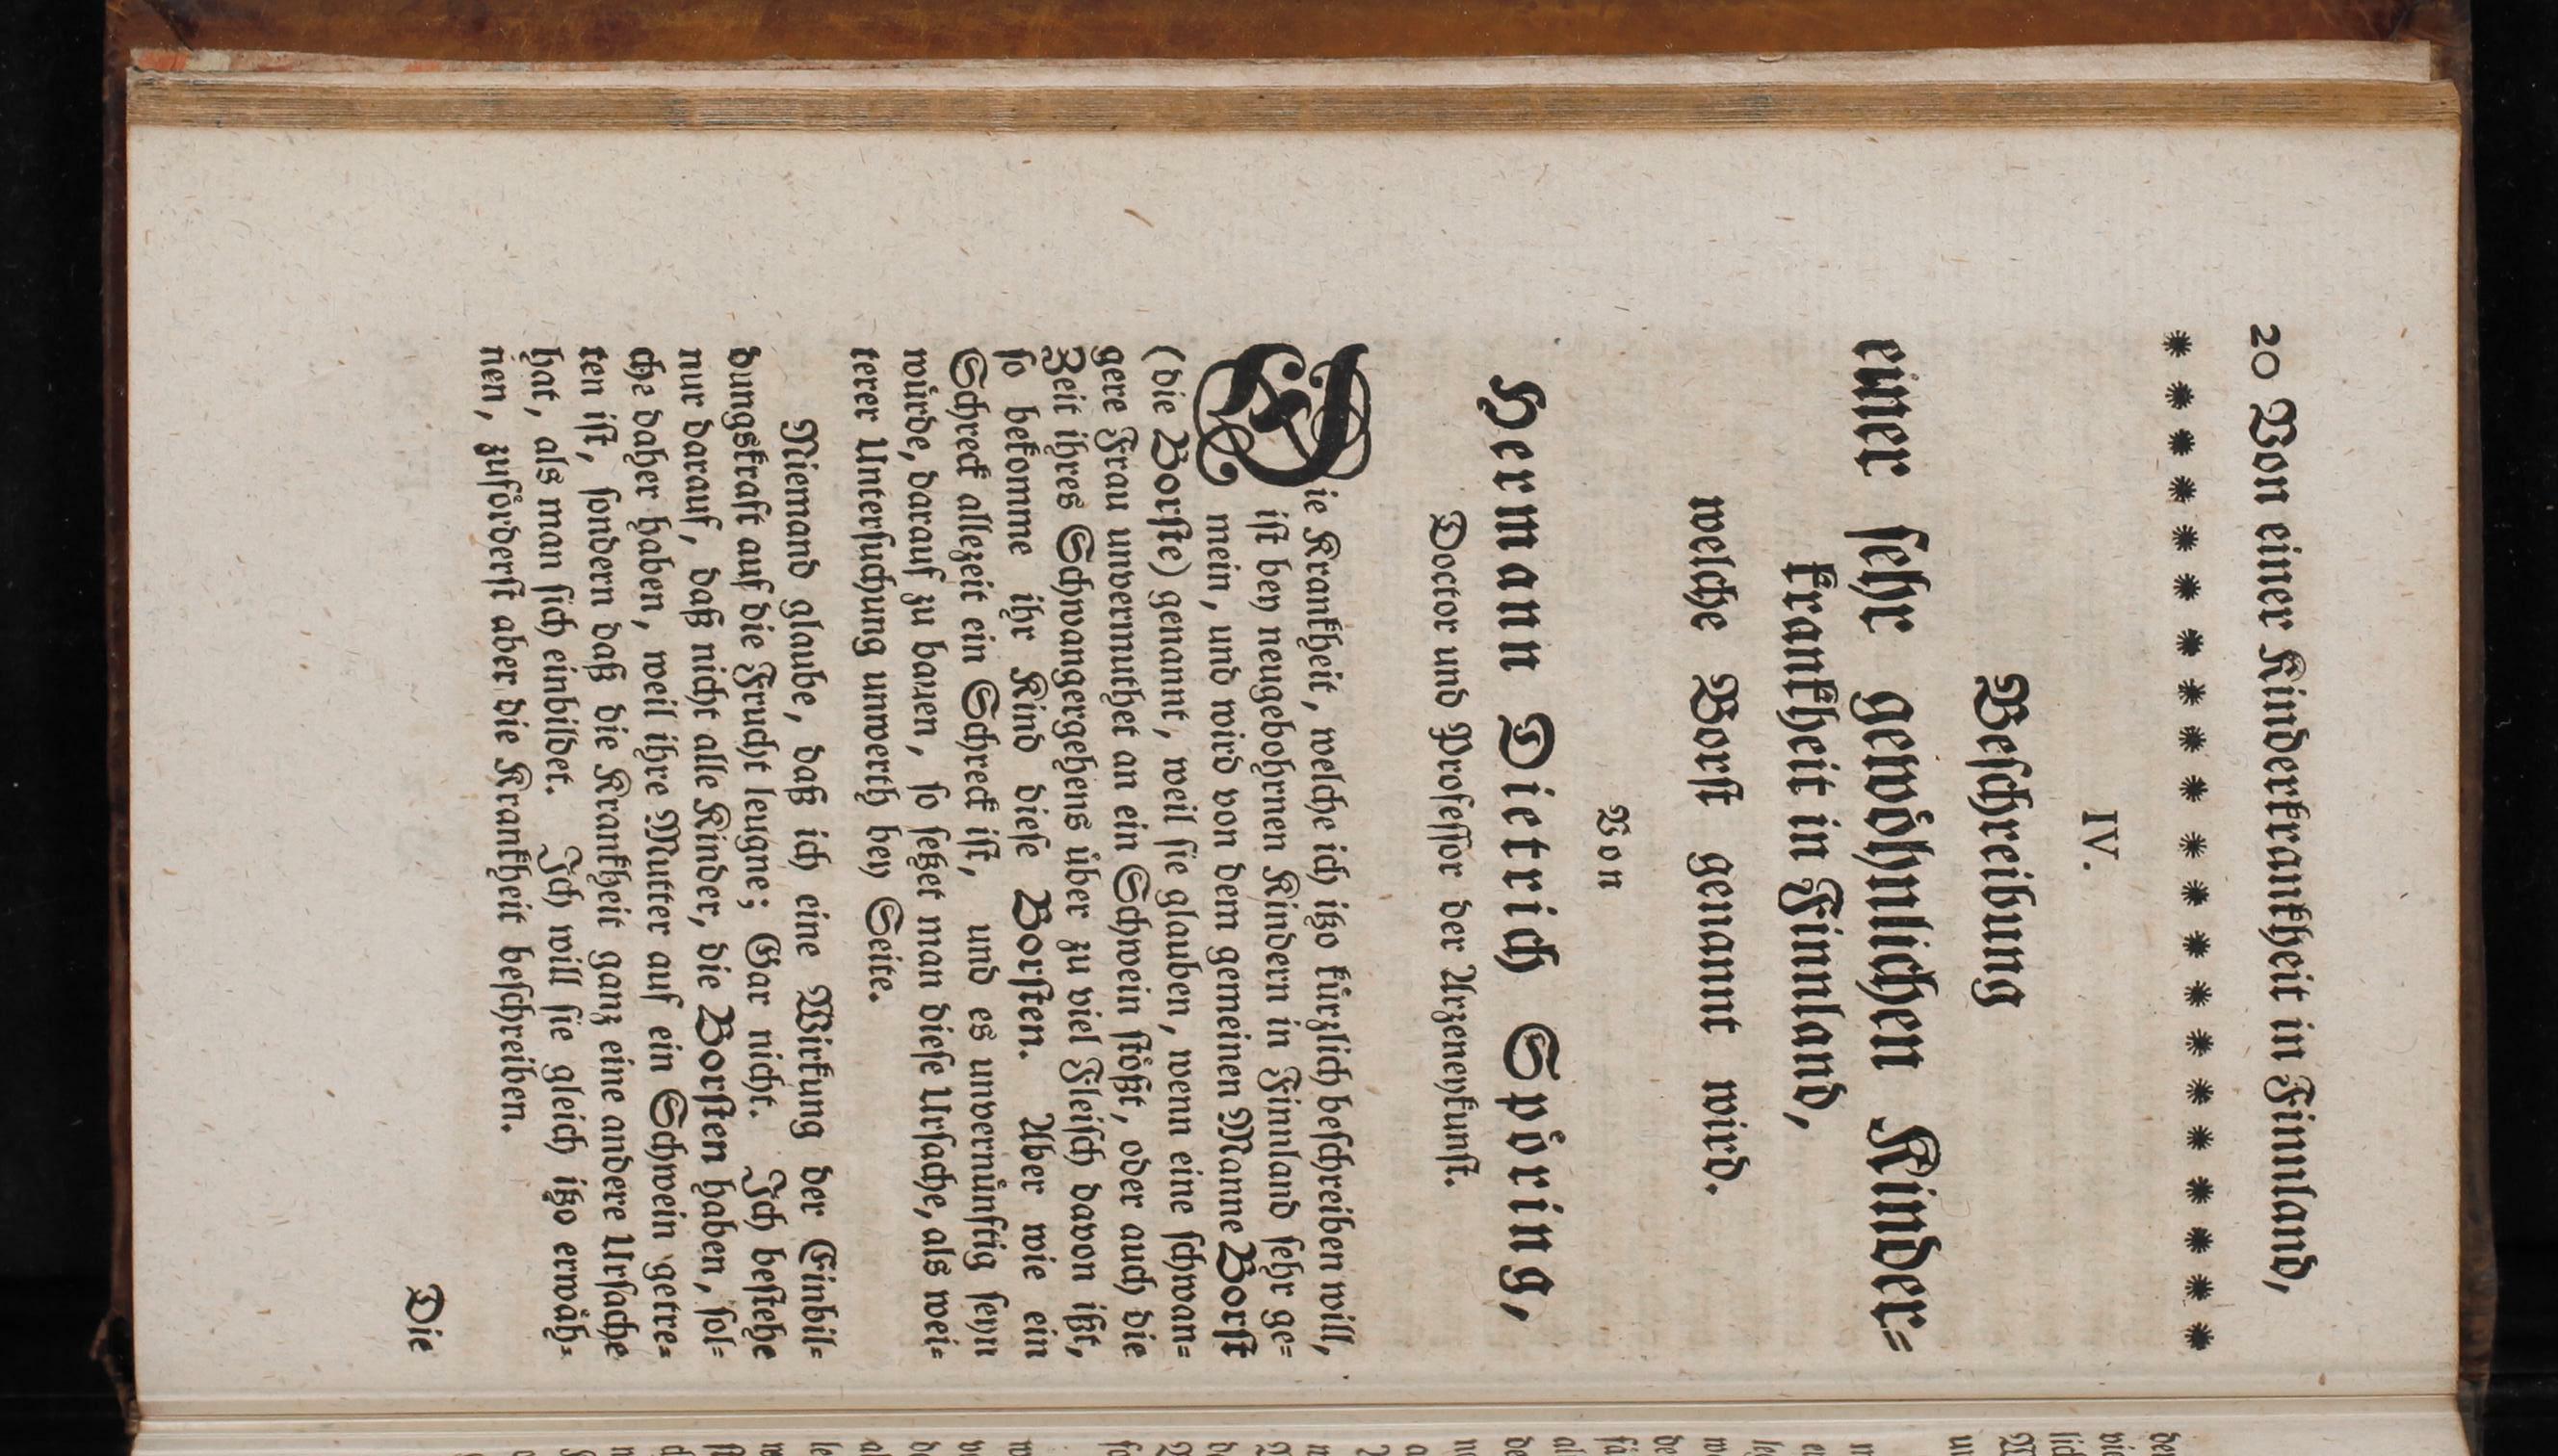 20 Von einer Kinderkrankheit in Finnland,
* * * * * * * * * * * * * * * * * * * * *
IV.
Beschreibung
einer sehr gewöhnlichen Kinder=
krankheit in Finnland,
welche Borst genannt wird.
Von
Hermann Dietrich Spöring,
Doctor und Professor der Arzeneykunst.
Die Krankheit, welche ich itzo kürzlich beschreiben will,
ist bey neugebohrnen Kindern in Finnland sehr ge=
mein, und wird von dem gemeinen Manne Borst
(die Borste) genannt, weil sie glauben, wenn eine schwan=
gere Frau unvermuthet an ein Schwein stößt, oder auch die
Zeit ihres Schwangergehens über zu viel Fleisch davon ißt,
so bekomme ihr Kind diese Borsten. Aber wie ein
Schreck allezeit ein Schreck ist, und es unvernünftig seyn
würde, darauf zu bauen, so setzet man diese Ursache, als wei=
terer Untersuchung unwerth bey Seite.
Niemand glaube, daß ich eine Wirkung der Einbil=
dungskraft auf die Frucht leugne; Gar nicht. Ich bestehe
nur darauf, daß nicht alle Kinder, die Borsten haben, sol=
che daher haben, weil ihre Mutter auf ein Schwein getre=
ten ist, sondern daß die Krankheit ganz eine andere Ursache
hat, als man sich einbildet. Ich will sie gleich itzo erwäh=
nen, zuförderst aber die Krankheit beschreiben.
Die